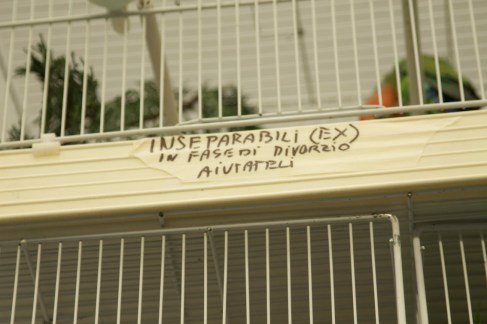 INSEPARABILI (EX)
IN FASE DI DIVORZIO
AIUTATELI